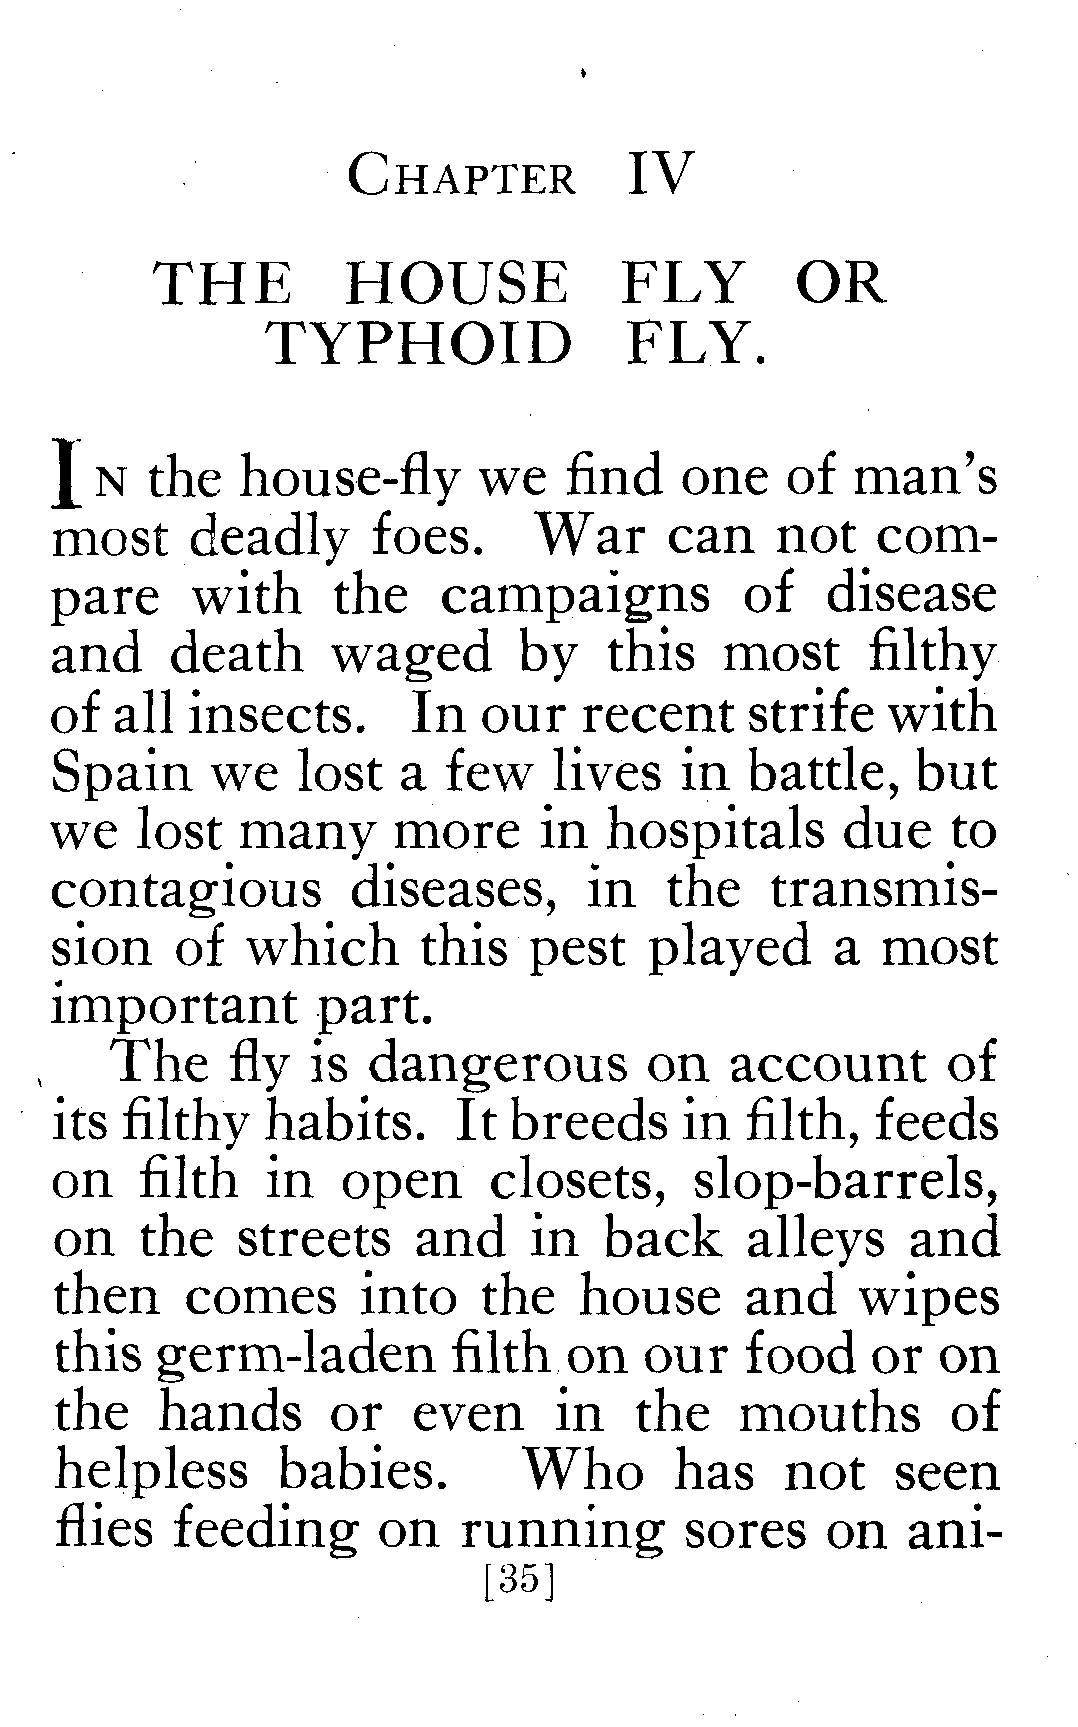 CHAPTER IV
THE HOUSE FLY OR
TYPHOID FLY.
IN the house-fly we find one of man's
most deadly foes. War can not com-
pare with the campaigns of disease
and death waged by this most filthy
of all insects. In our recent strife with
Spain we lost a few lives in battle, but
we lost many more in hospitals due to
contagious diseases, in the transmis-
sion of which this pest played a most
important part.
The fly is dangerous on account of
its filthy habits. It breeds in filth, feeds
on filth in open closets, slop-barrels,
on the streets and in back alleys and
then comes into the house and wipes
this germ-laden filth on our food or on
the hands or even in the mouths of
helpless babies. Who has not seen
flies feeding on running sores on ani-
[35]